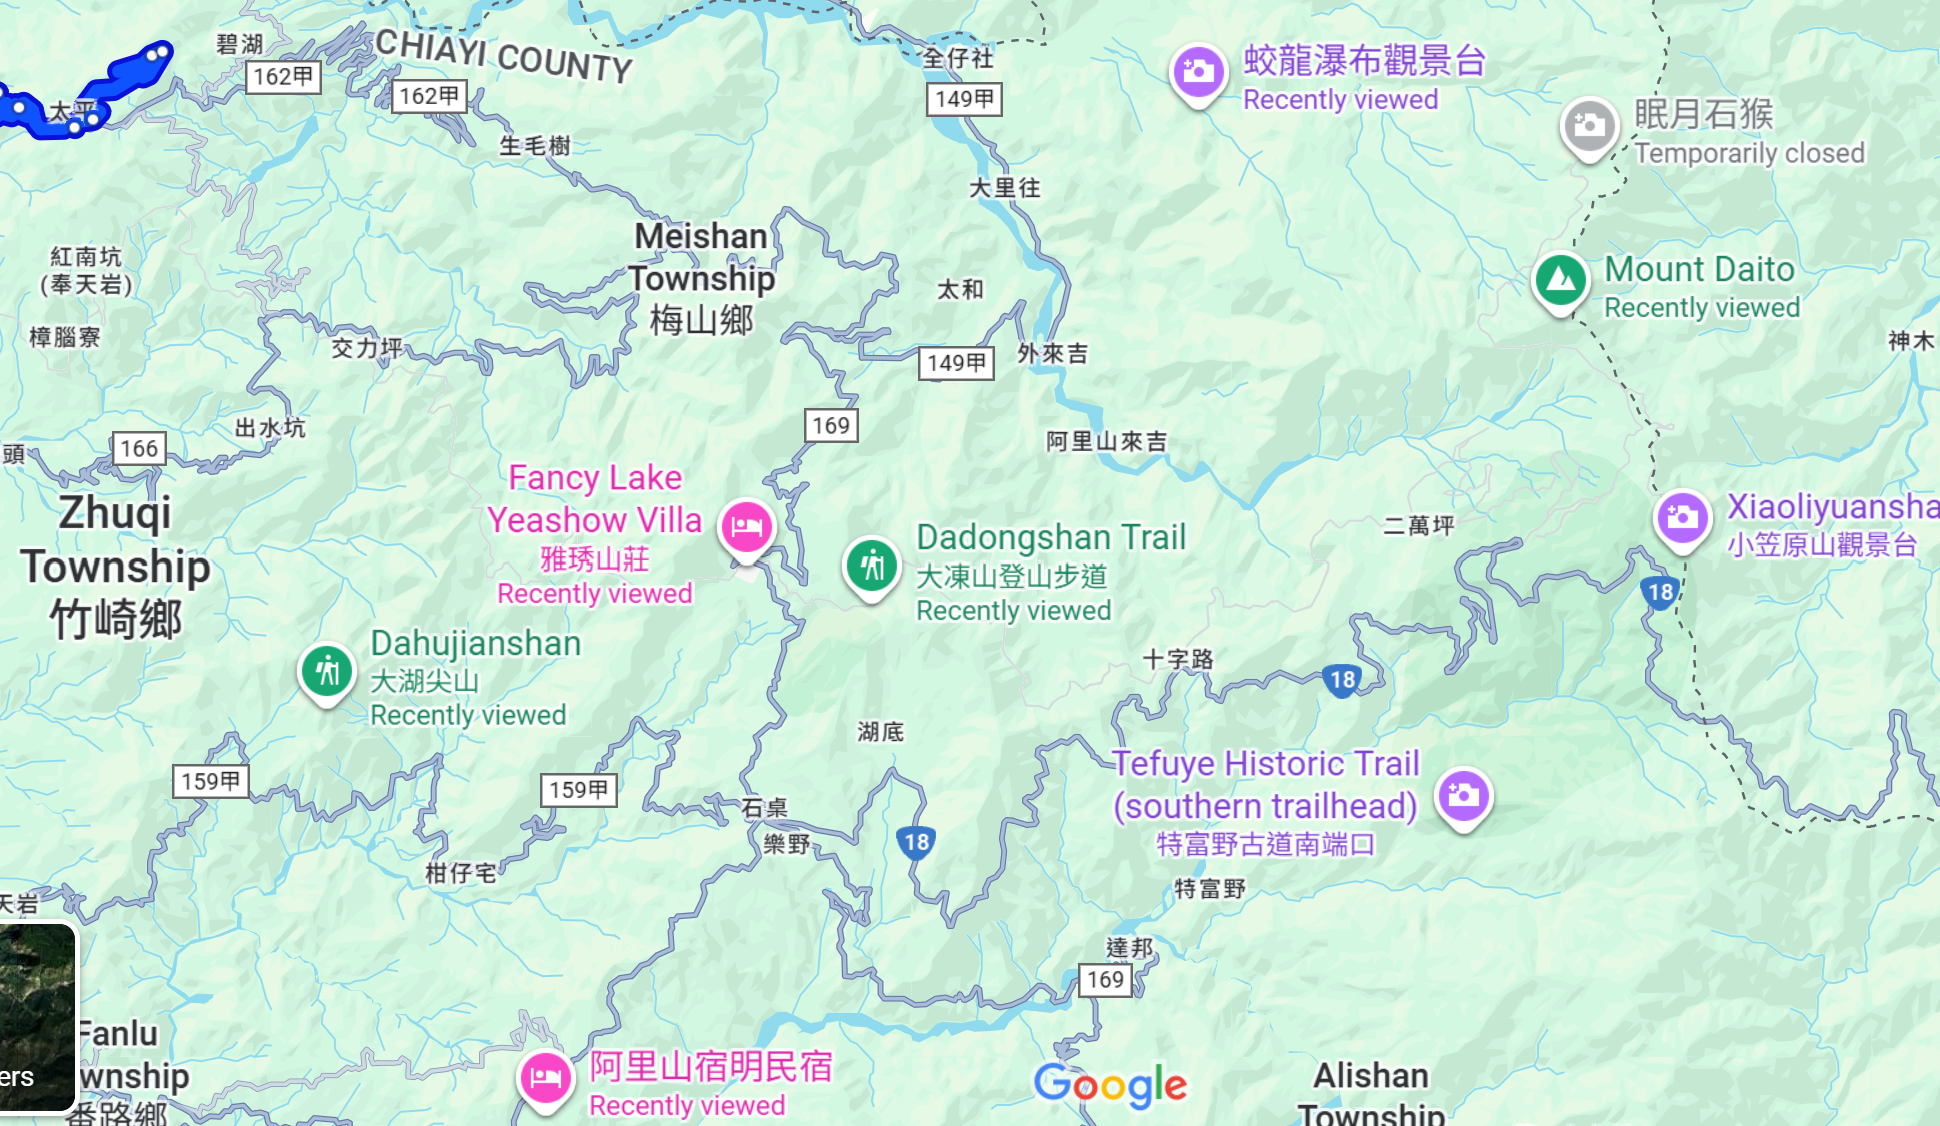 碧湖
162甲
CHIAYI COUNTY
162甲
全仔社
149甲
蛟龍瀑布觀景台
Recently viewed
眠月石猴
Temporarily closed
太平
生毛樹
大里往
紅南坑
(奉天岩)
Meishan
Township
梅山鄉
太和
Mount Daito
Recently viewed
樟腦寮
交力坪
149甲
外來吉
神木
出水坑
169
阿里山來吉
頭
166
Zhuqi
Township
竹崎鄉
Fancy Lake
Yeashow Villa
雅琇山莊
Recently viewed
Dadongshan Trail
大凍山登山步道
Recently viewed
二萬坪
Xiaoliyuansha
小笠原山觀景台
18
Dahujianshan
大湖尖山
Recently viewed
十字路
18
湖底
159甲
159甲
石桌
樂野
18
Tefuye Historic Trail
(southern trailhead)
特富野古道南端口
柑仔宅
特富野
天岩
達邦
169
Fanlu
wnship
番路鄉
ers
阿里山宿明民宿
Recently viewed
Google
Alishan
Township